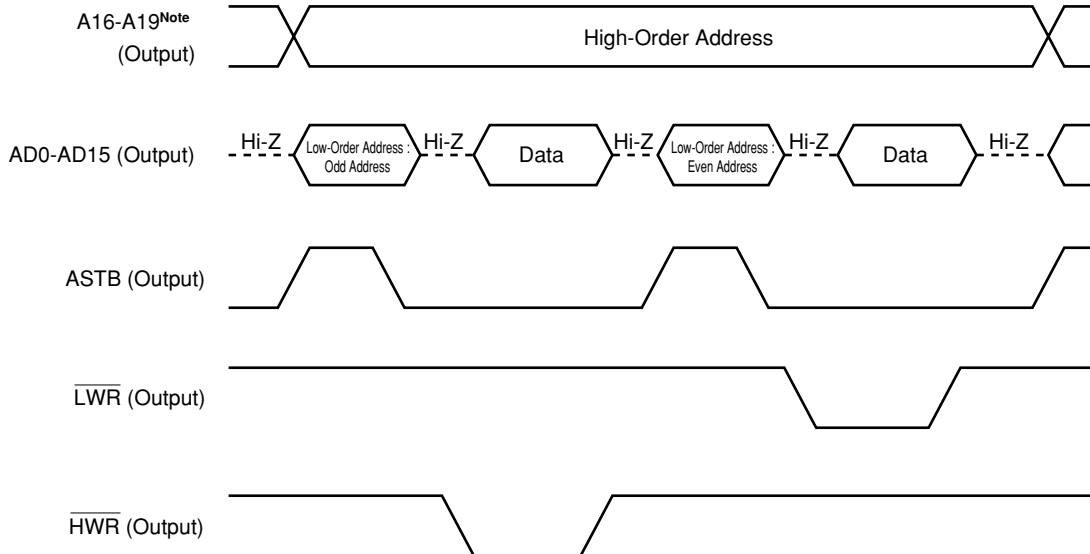 A16-A19Note
(Output)
High-Order Address
AD0-AD15 (Output)
Hi-Z
Low-Order Address :
Odd Address
Hi-Z
Data
Hi-Z
Low-Order Address :
Even Address
Hi-Z
Data
Hi-Z
ASTB (Output)
LWR (Output)
HWR (Output)